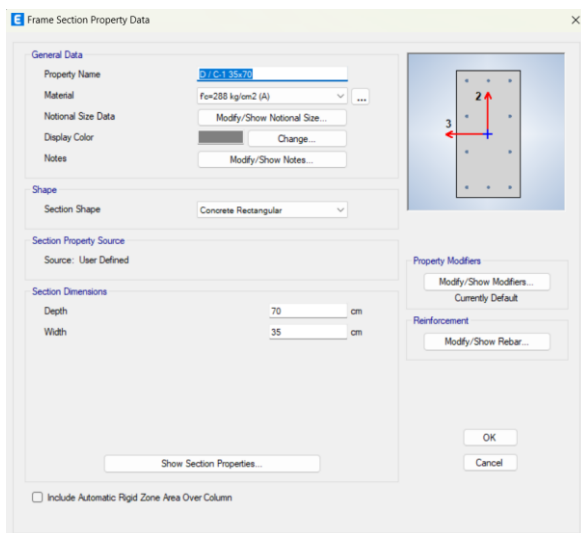 E Frame Section Property Data
General Data
Property Name D / C-1 35x70
Material f'c=288 kg/cm2 (A) ...
Notional Size Data Modify/Show Notional Size...
Display Color Change...
Notes Modify/Show Notes...
Shape
Section Shape Concrete Rectangular
Section Property Source
Source: User Defined
Section Dimensions
Depth 70 cm
Width 35 cm
Show Section Properties...
Include Automatic Rigid Zone Area Over Column
2
3
Property Modifiers
Modify/Show Modifiers...
Currently Default
Reinforcement
Modify/Show Rebar...
OK
Cancel